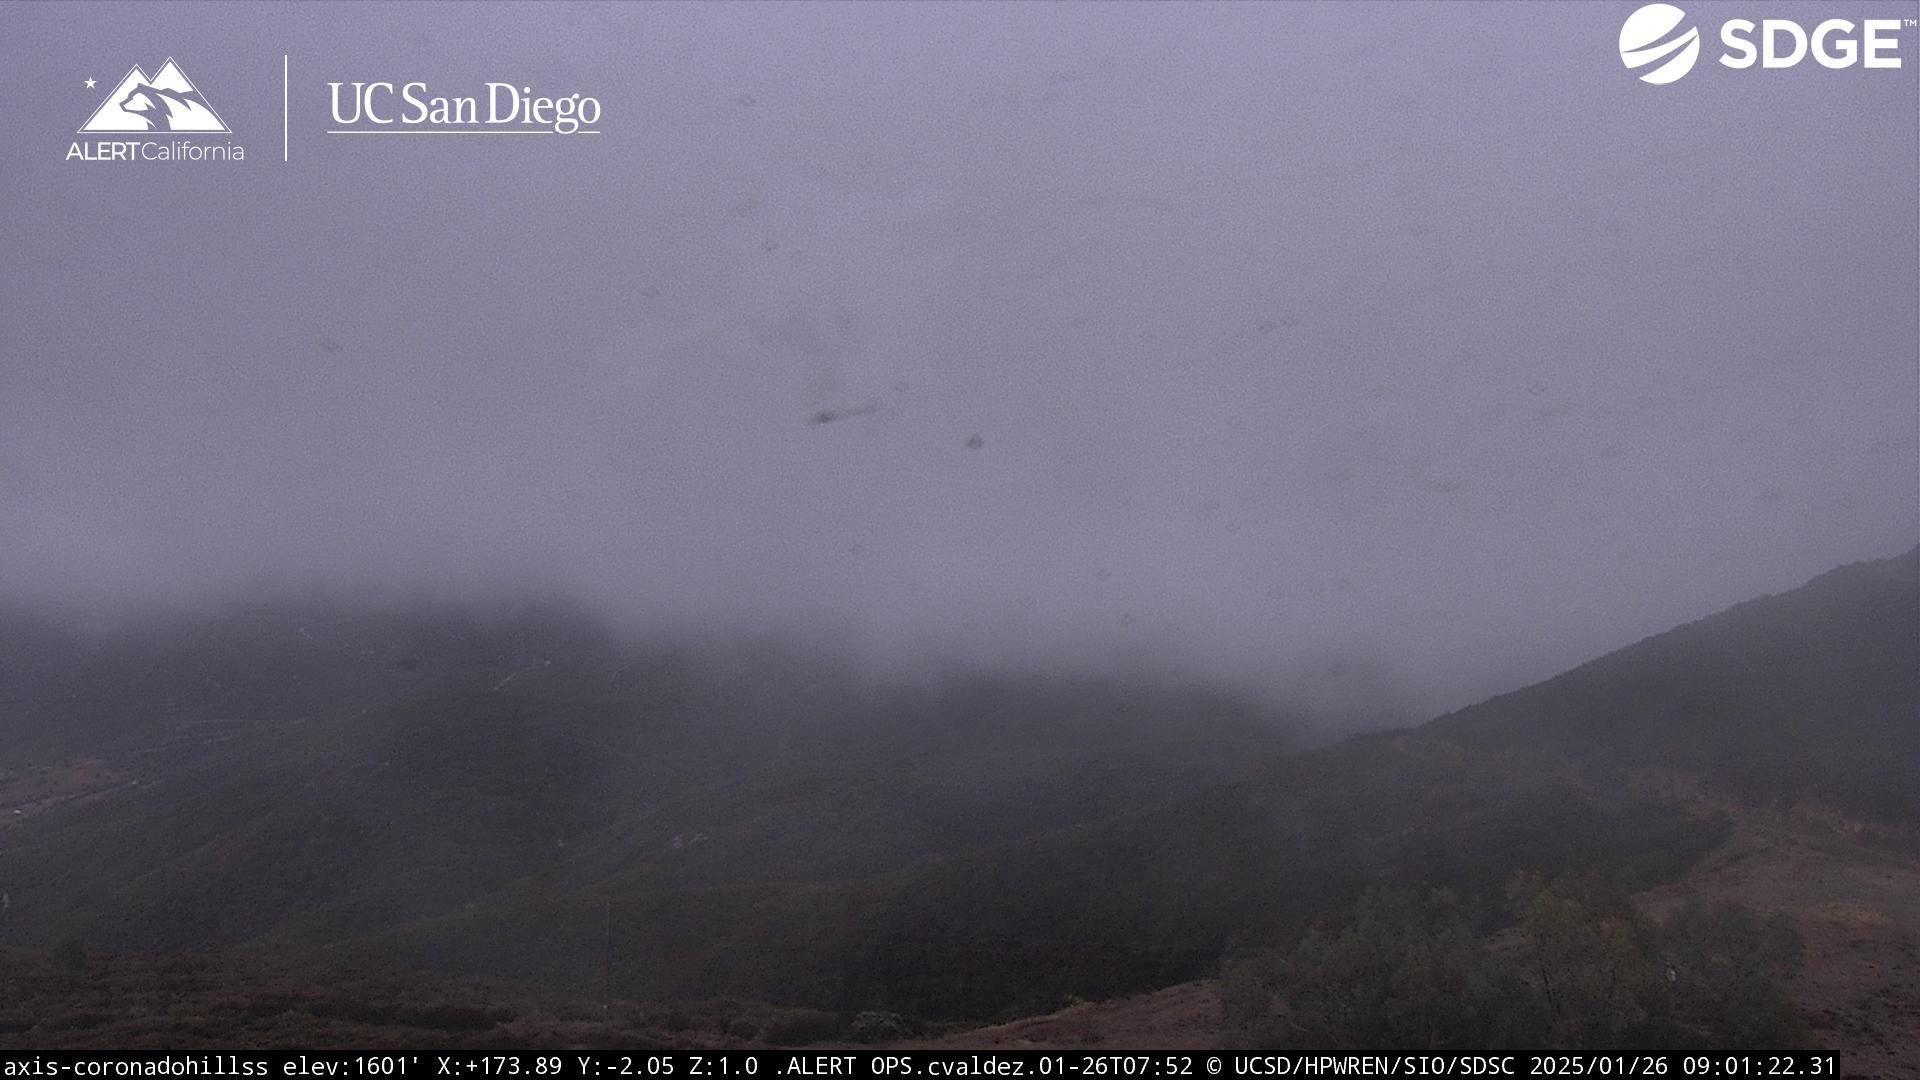 ALERTCalifornia
UC San Diego
SDGE™
axis-coronadohillss elev:1601' X:+173.89 Y:-2.05 Z:1.0 .ALERT OPS.cvaldez.01-26T07:52 © UCSD/HPWREN/SIO/SDSC 2025/01/26 09:01:22.31